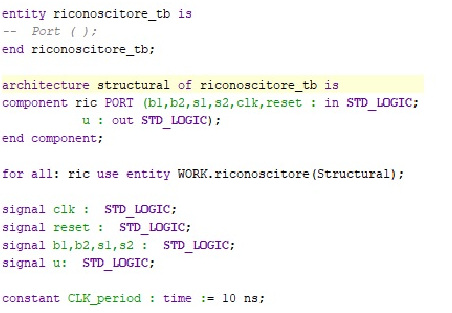 entity riconoscitore_tb is
-- Port ( );
end riconoscitore_tb;
architecture structural of riconoscitore_tb is
component ric PORT (b1,b2,s1,s2,clk,reset : in STD_LOGIC;
u : out STD_LOGIC);
end component;
for all: ric use entity WORK.riconoscitore(Structural);
signal clk : STD_LOGIC;
signal reset : STD_LOGIC;
signal b1,b2,s1,s2 : STD_LOGIC;
signal u: STD_LOGIC;
constant CLK_period : time := 10 ns;